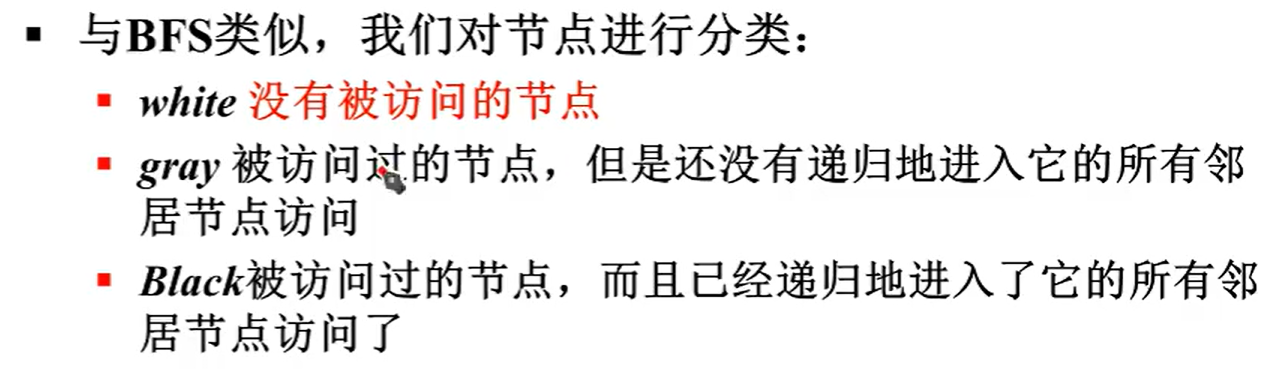 与BFS类似，我们对节点进行分类：
white 没有被访问的节点
gray 被访问过的节点，但是还没有递归地进入它的所有邻
居节点访问
Black被访问过的节点，而且已经递归地进入了它的所有邻
居节点访问了